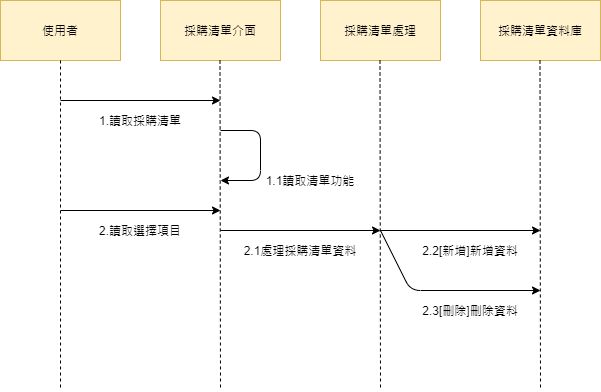 使用者
採購清單介面
採購清單處理
採購清單資料庫
1.讀取採購清單
1.1讀取清單功能
2.讀取選擇項目
2.1處理採購清單資料
2.2[新增]新增資料
2.3[刪除]刪除資料